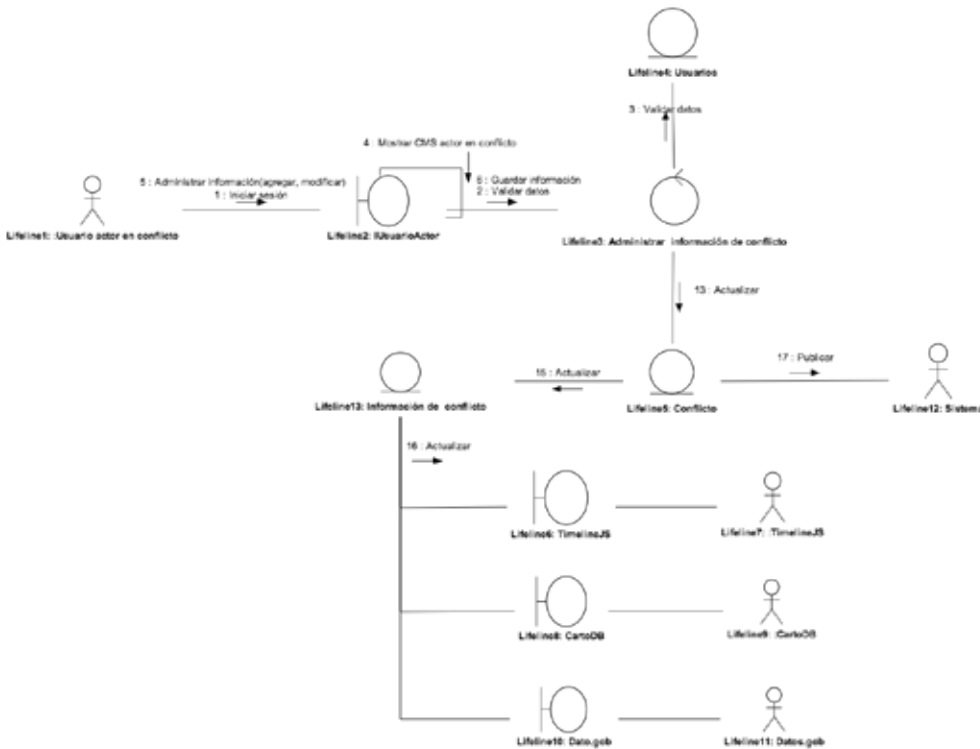 Lifeline4: Usuarios
3 : Validar datos
4 : Mostrar CMS actor en conflicto
5 : Administrar información(agregar, modificar)
1 : Iniciar sesión
6 : Guardar información
2 : Validar datos
Lifeline1: :Usuario actor en conflicto
Lifeline2: IUsuarioActor
Lifeline3: Administrar información de conflicto
13 : Actualizar
17 : Publicar
15 : Actualizar
Lifeline13: Información de conflicto
Lifeline5: Conflicto
Lifeline12: Sistema
16 : Actualizar
Lifeline6: TimelineJS
Lifeline7: :TimelineJS
Lifeline8: CartoDB
Lifeline9: :CartoDB
Lifeline10: Dato.gob
Lifeline11: Datos.gob